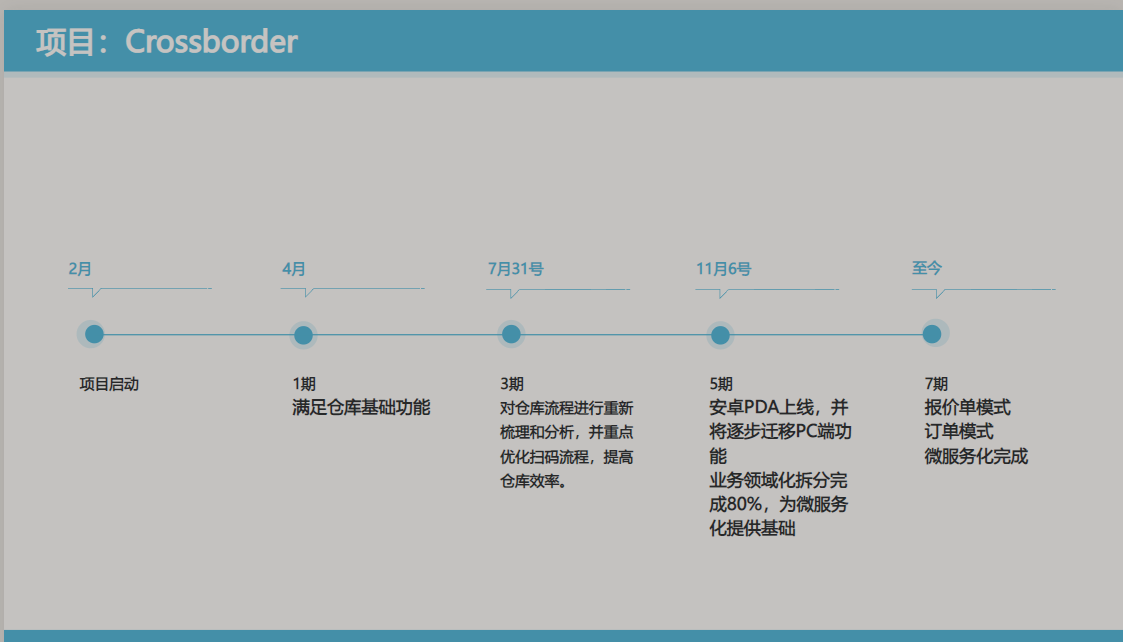 项目：Crossborder
2月
项目启动
4月
1期
满足仓库基础功能
7月31号
3期
对仓库流程进行重新
梳理和分析，并重点
优化扫码流程，提高
仓库效率。
11月6号
5期
安卓PDA上线，并
将逐步迁移PC端功
能
业务领域化拆分完
成80%，为微服务
化提供基础
至今
7期
报价单模式
订单模式
微服务化完成